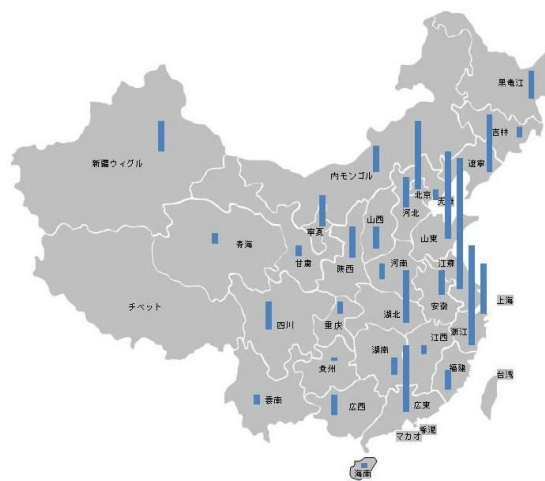 黒竜江
吉林
遼寧
新疆ウィグル
内モンゴル
北京
天津
河北
山西
寧夏
山東
青海
甘粛
陝西
河南
江蘇
チベット
安徽
上海
四川
重庆
湖北
浙江
湖南
江西
貴州
福建
台湾
雲南
広西
広東
香港
マカオ
海南